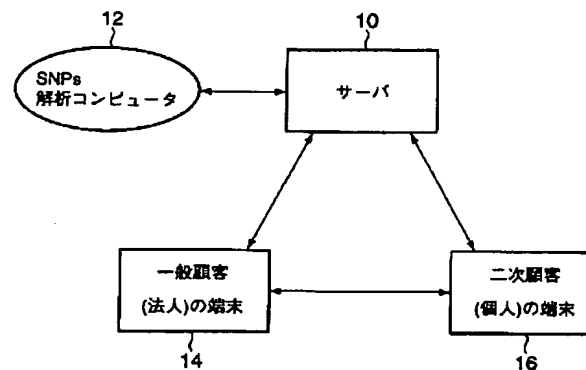 12
10
SNPs
解析コンピュータ
サーバ
一般顧客
(法人)の端末
二次顧客
(個人)の端末
14
16